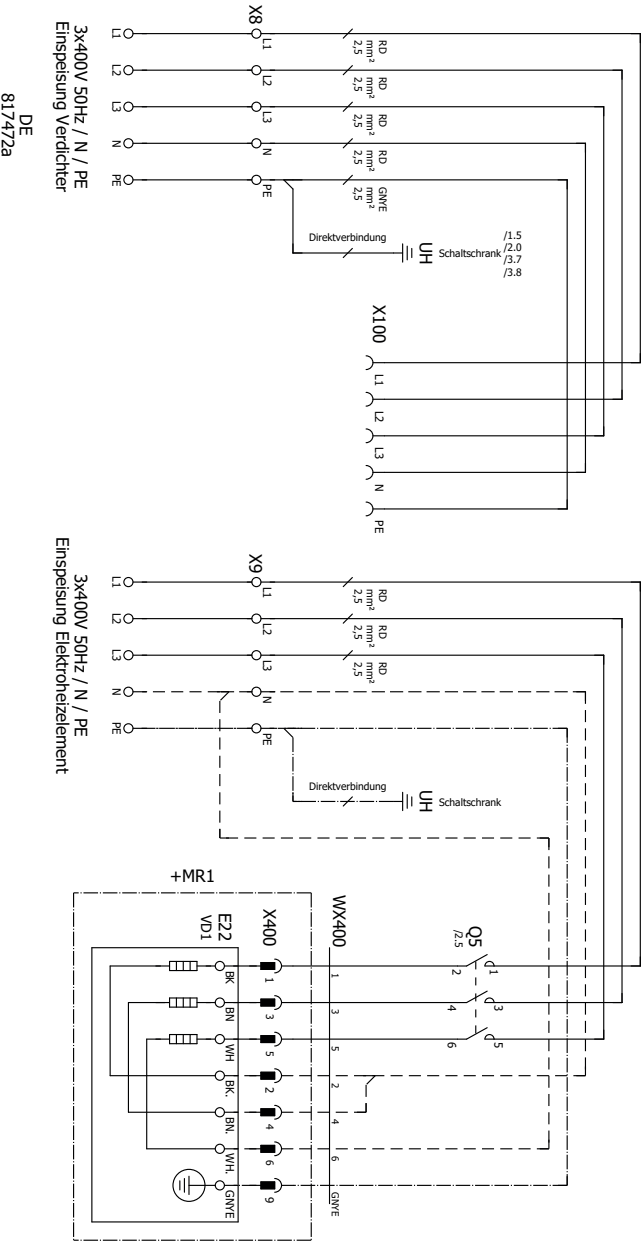 3x400V 50Hz / N / PE
Einspeisung Verdichter
DE
817472a
L1
L2
L3
N
PE
X8
L1
L2
L3
N
PE
RD
2,5 mm²
RD
2,5 mm²
RD
2,5 mm²
RD
2,5 mm²
GNYE
2,5 mm²
Direktverbindung
UH
Schaltschrank
/1.5
/2.0
/3.7
/3.8
X100
L1
L2
L3
N
PE
3x400V 50Hz / N / PE
Einspeisung Elektroheizelement
L1
L2
L3
N
PE
X9
L1
L2
L3
N
PE
RD
2,5 mm²
RD
2,5 mm²
RD
2,5 mm²
Direktverbindung
UH
Schaltschrank
Q5
/2.5
1
2
3
4
5
6
WX400
1
3
5
2
4
6
GNYE
+MR1
X400
1
3
5
2
4
6
9
E22
VD1
BK
BN
WH
BK.
BN.
WH.
GNYE